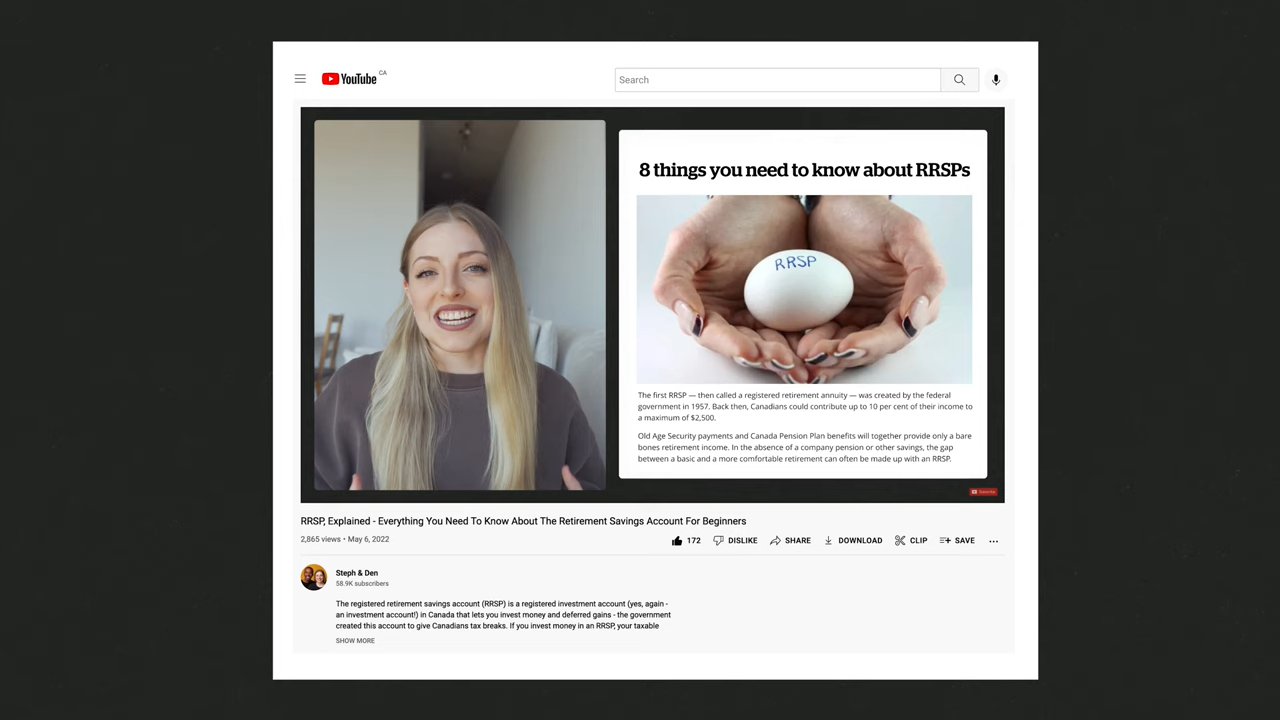 YouTube CA
Search
8 things you need to know about RRSPs
RRSP
The first RRSP — then called a registered retirement annuity — was created by the federal
government in 1957. Back then, Canadians could contribute up to 10 per cent of their income to
a maximum of $2,500.
Old Age Security payments and Canada Pension Plan benefits will together provide only a bare
bones retirement income. In the absence of a company pension or other savings, the gap
between a basic and a more comfortable retirement can often be made up with an RRSP.
Subscribe
RRSP, Explained - Everything You Need To Know About The Retirement Savings Account For Beginners
2,865 views • May 6, 2022
172 DISLIKE SHARE DOWNLOAD CLIP SAVE ...
Steph & Den
58.9K subscribers
The registered retirement savings account (RRSP) is a registered investment account (yes, again -
an investment account!) in Canada that lets you invest money and deferred gains - the government
created this account to give Canadians tax breaks. If you invest money in an RRSP, your taxable
SHOW MORE